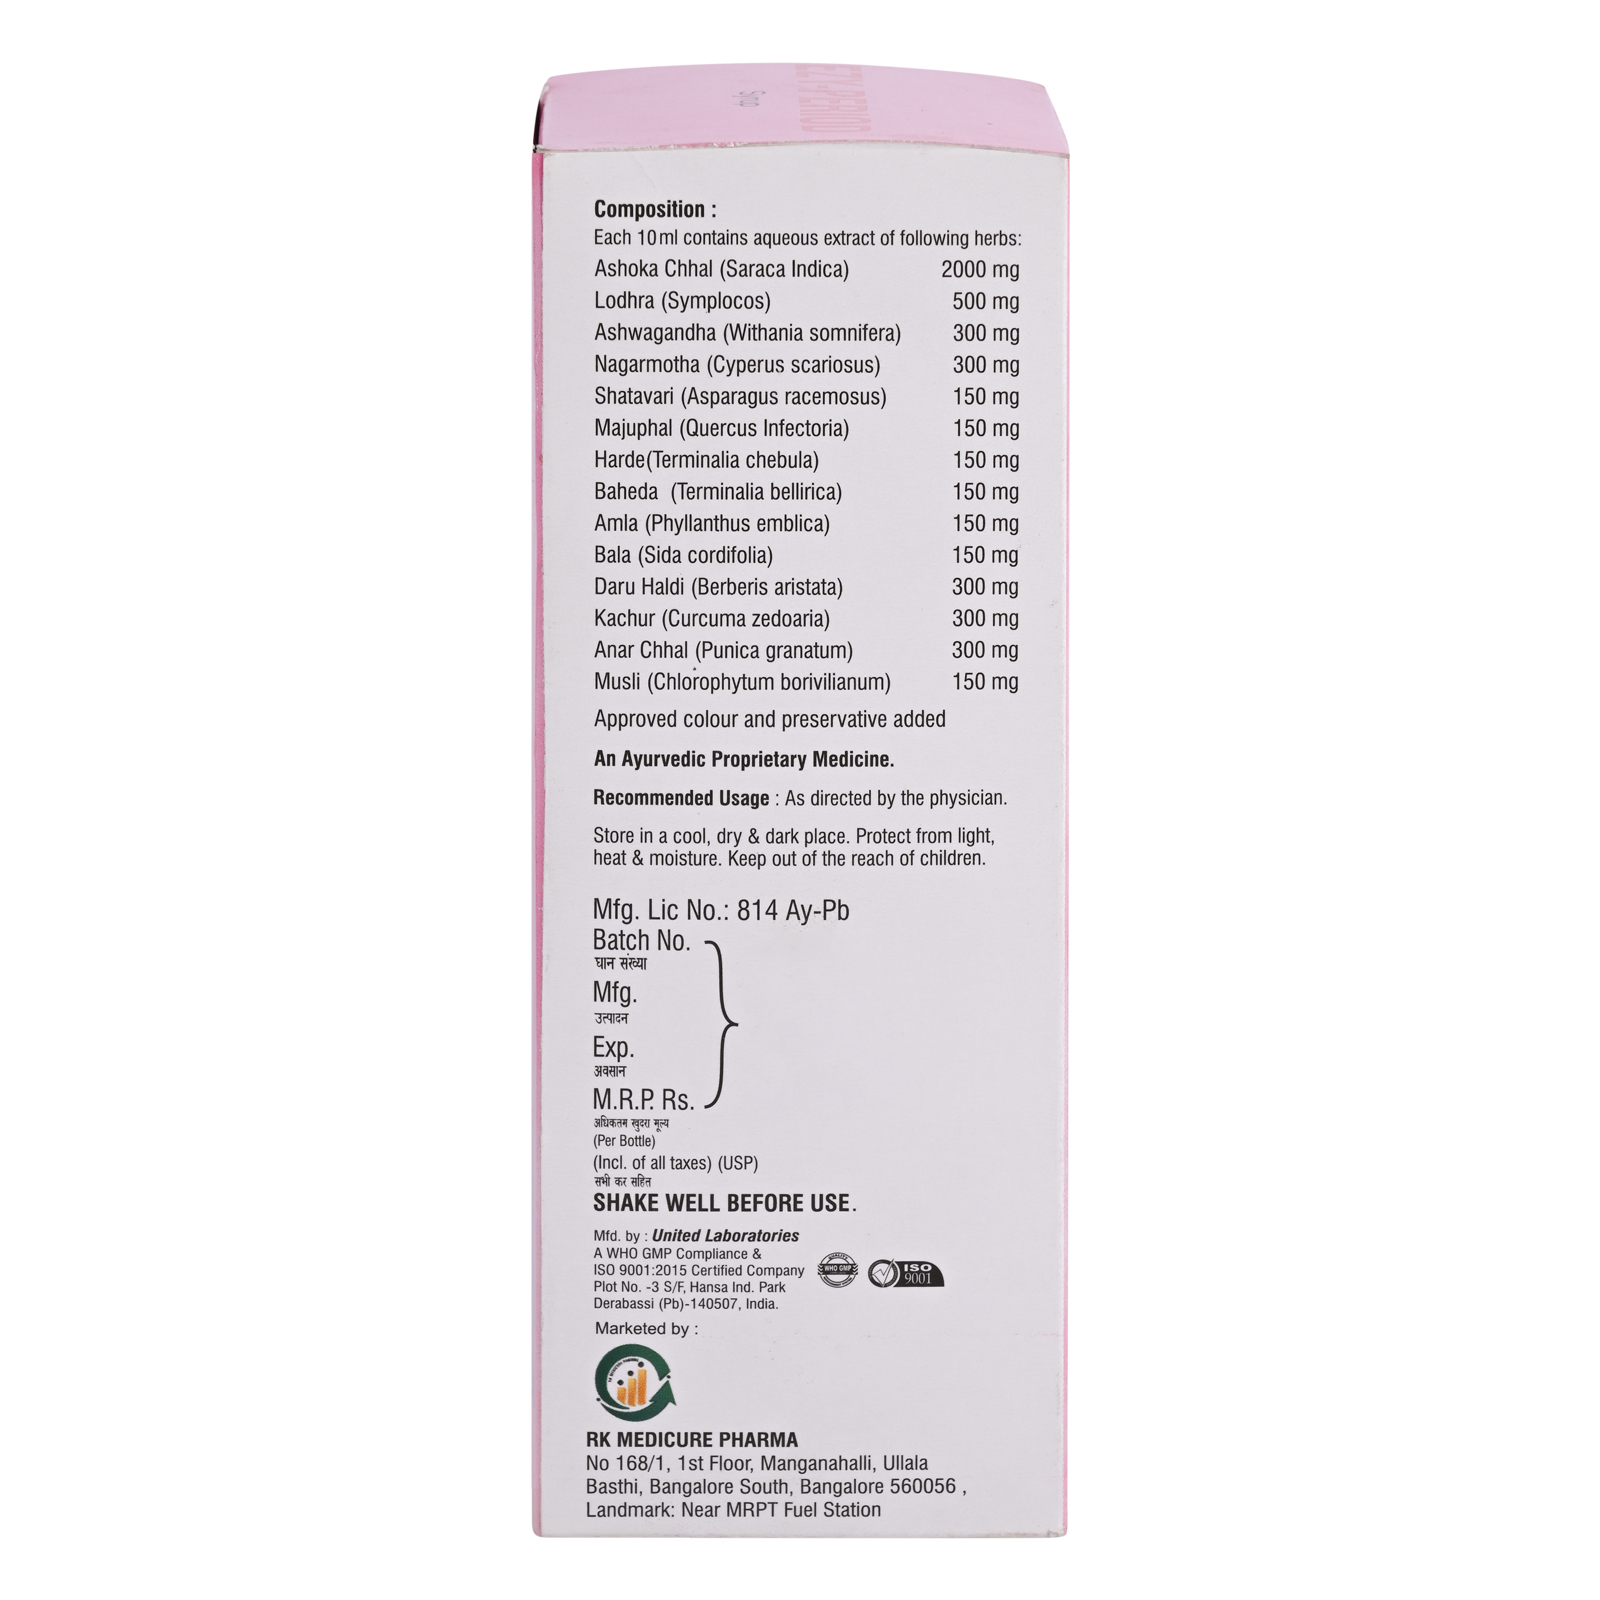 EZY-PERIOD
Composition :
Each 10ml contains aqueous extract of following herbs:
Ashoka Chhal (Saraca Indica) 2000 mg
Lodhra (Symplocos) 500 mg
Ashwagandha (Withania somnifera) 300 mg
Nagarmotha (Cyperus scariosus) 300 mg
Shatavari (Asparagus racemosus) 150 mg
Majuphal (Quercus Infectoria) 150 mg
Harde(Terminalia chebula) 150 mg
Baheda (Terminalia bellirica) 150 mg
Amla (Phyllanthus emblica) 150 mg
Bala (Sida cordifolia) 150 mg
Daru Haldi (Berberis aristata) 300 mg
Kachur (Curcuma zedoaria) 300 mg
Anar Chhal (Punica granatum) 300 mg
Musli (Chlorophytum borivilianum) 150 mg
Approved colour and preservative added
An Ayurvedic Proprietary Medicine.
Recommended Usage : As directed by the physician.
Store in a cool, dry & dark place. Protect from light,
heat & moisture. Keep out of the reach of children.
Mfg. Lic No.: 814 Ay-Pb
Batch No.
घान संख्या
Mfg.
उत्पादन
Exp.
अवसान
M.R.P. Rs.
अधिकतम खुदरा मूल्य
(Per Bottle)
(Incl. of all taxes) (USP)
सभी कर सहित
SHAKE WELL BEFORE USE.
Mfd. by : United Laboratories
A WHO GMP Compliance &
ISO 9001:2015 Certified Company
Plot No. -3 S/F, Hansa Ind. Park
Derabassi (Pb)-140507, India.
WHO GMP
ISO
9001
Marketed by :
RK MEDICURE PHARMA
No 168/1, 1st Floor, Manganahalli, Ullala
Basthi, Bangalore South, Bangalore 560056 ,
Landmark: Near MRPT Fuel Station